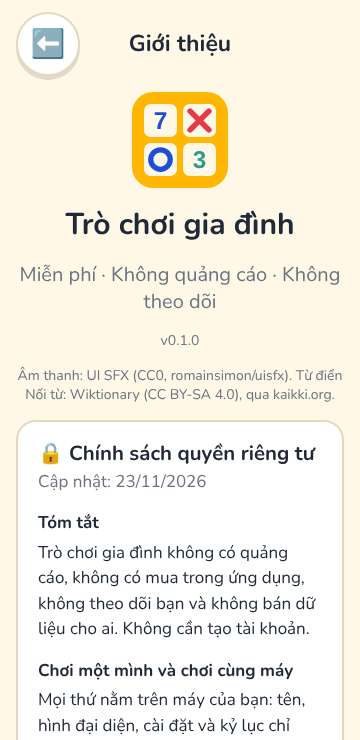 Giới thiệu
7
3
Trò chơi gia đình
Miễn phí · Không quảng cáo · Không
theo dõi
v0.1.0
Âm thanh: UI SFX (CC0, romainsimon/uisfx). Từ điển
Nối từ: Wiktionary (CC BY-SA 4.0), qua kaikki.org.
Chính sách quyền riêng tư
Cập nhật: 23/11/2026
Tóm tắt
Trò chơi gia đình không có quảng
cáo, không có mua trong ứng dụng,
không theo dõi bạn và không bán dữ
liệu cho ai. Không cần tạo tài khoản.
Chơi một mình và chơi cùng máy
Mọi thứ nằm trên máy của bạn: tên,
hình đại diện, cài đặt và kỷ lục chỉ